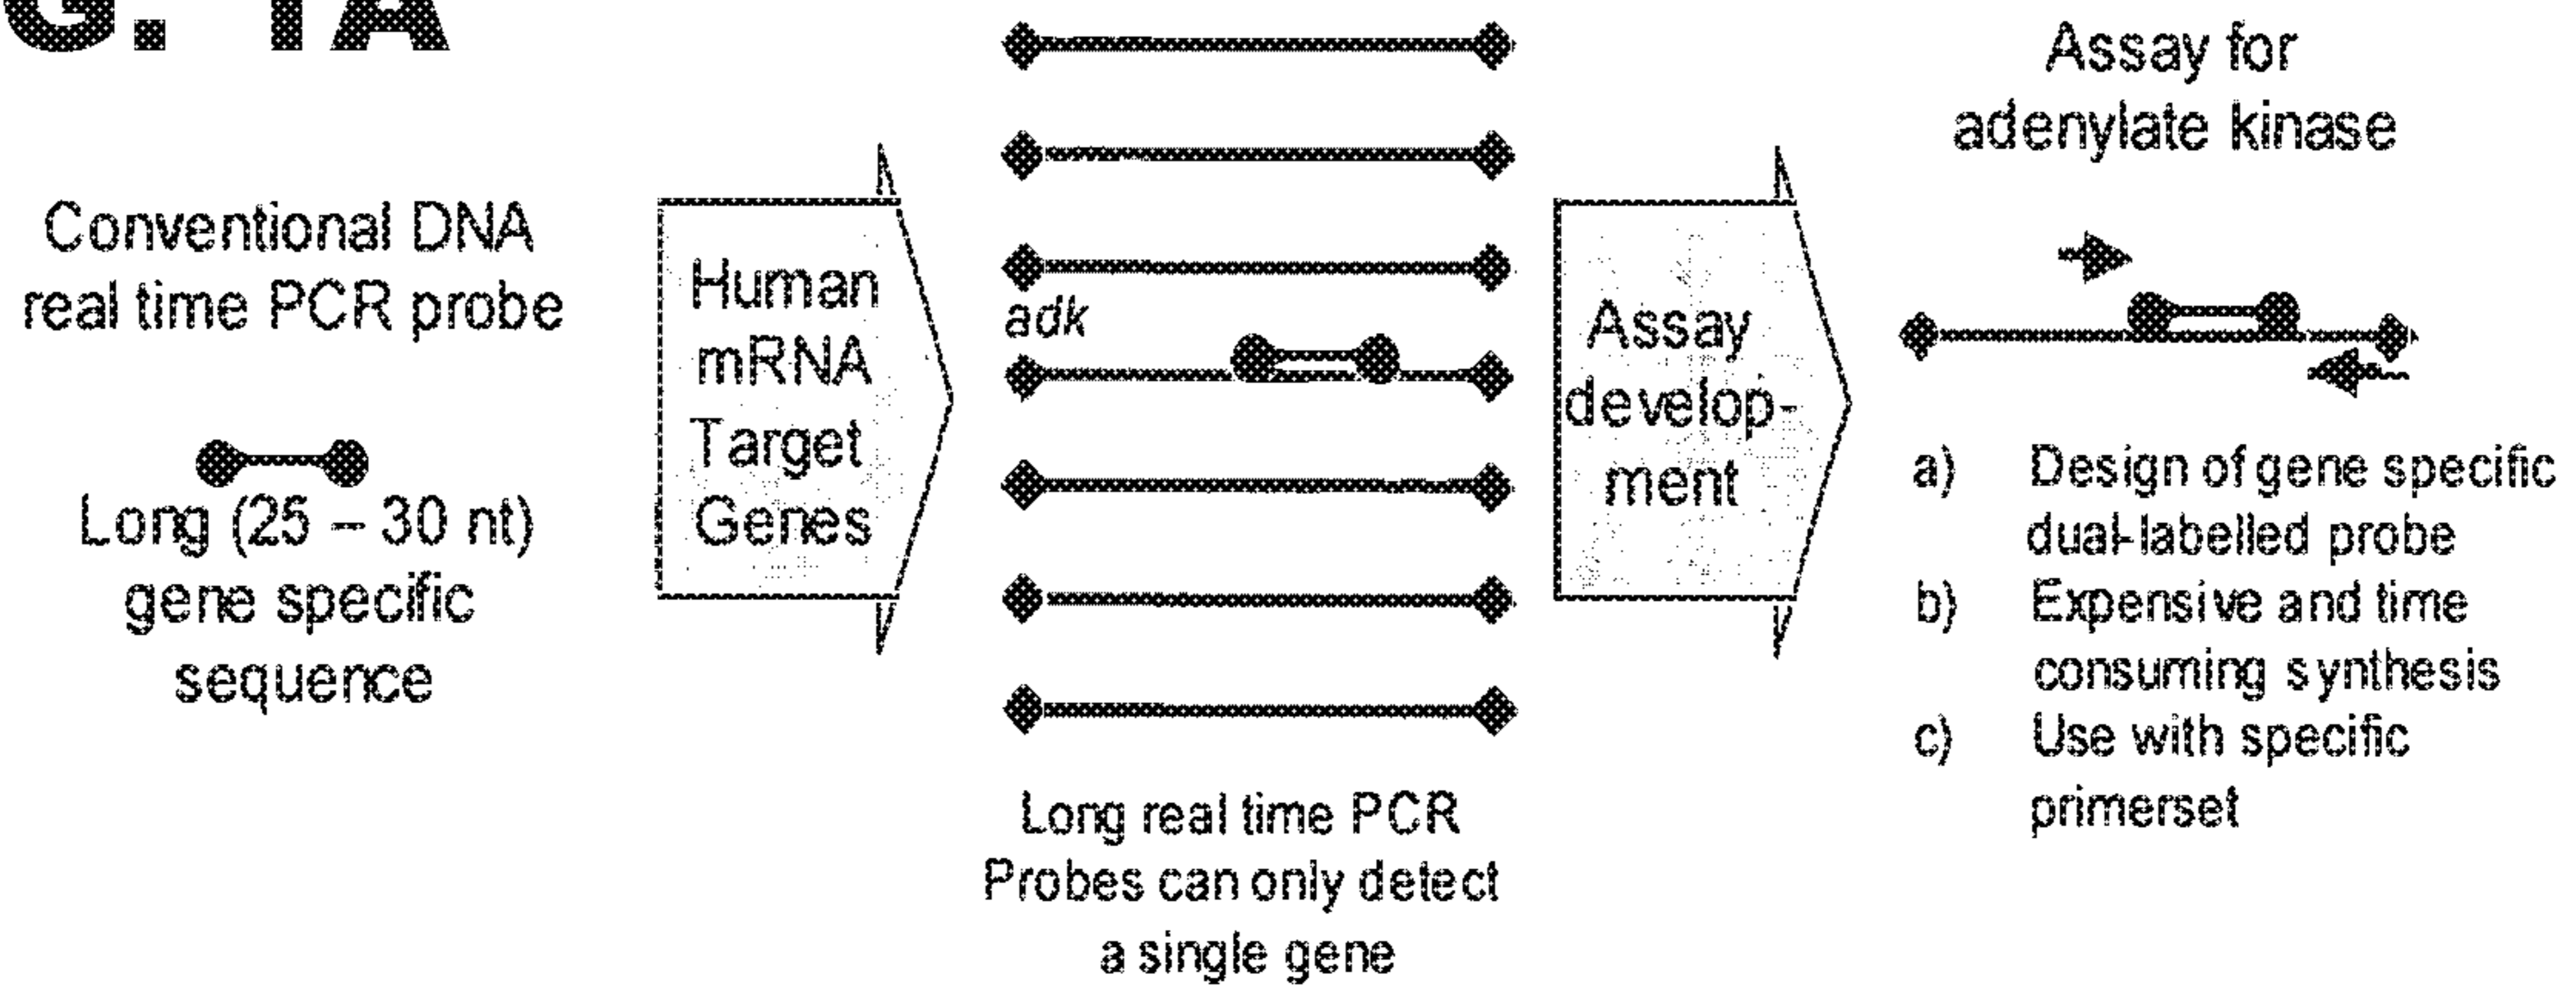 G. 1A
Conventional DNA
real time PCR probe
Long (25 – 30 nt)
gene specific
sequence
Human
mRNA
Target
Genes
adk
Long real time PCR
Probes can only detect
a single gene
Assay
develop-
ment
Assay for
adenylate kinase
a) Design of gene specific
dual-labelled probe
b) Expensive and time
consuming synthesis
c) Use with specific
primerset